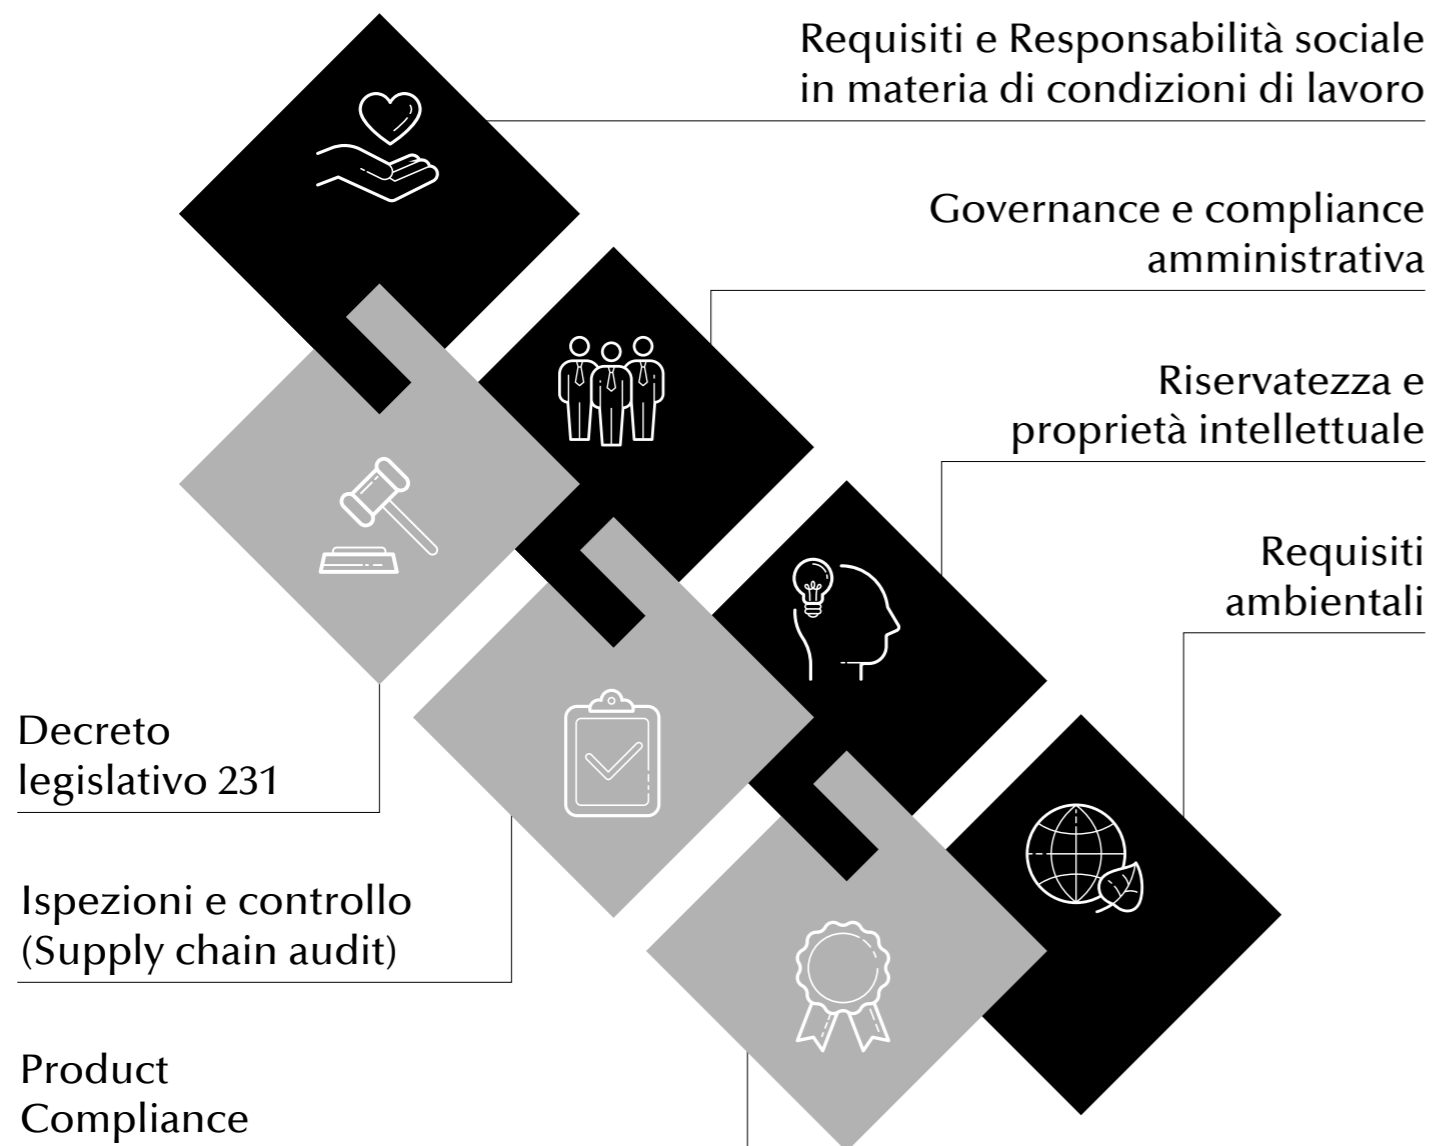 Requisiti e Responsabilità sociale
in materia di condizioni di lavoro
Governance e compliance
amministrativa
Riservatezza e
proprietà intellettuale
Requisiti
ambientali
Decreto
legislativo 231
Ispezioni e controllo
(Supply chain audit)
Product
Compliance